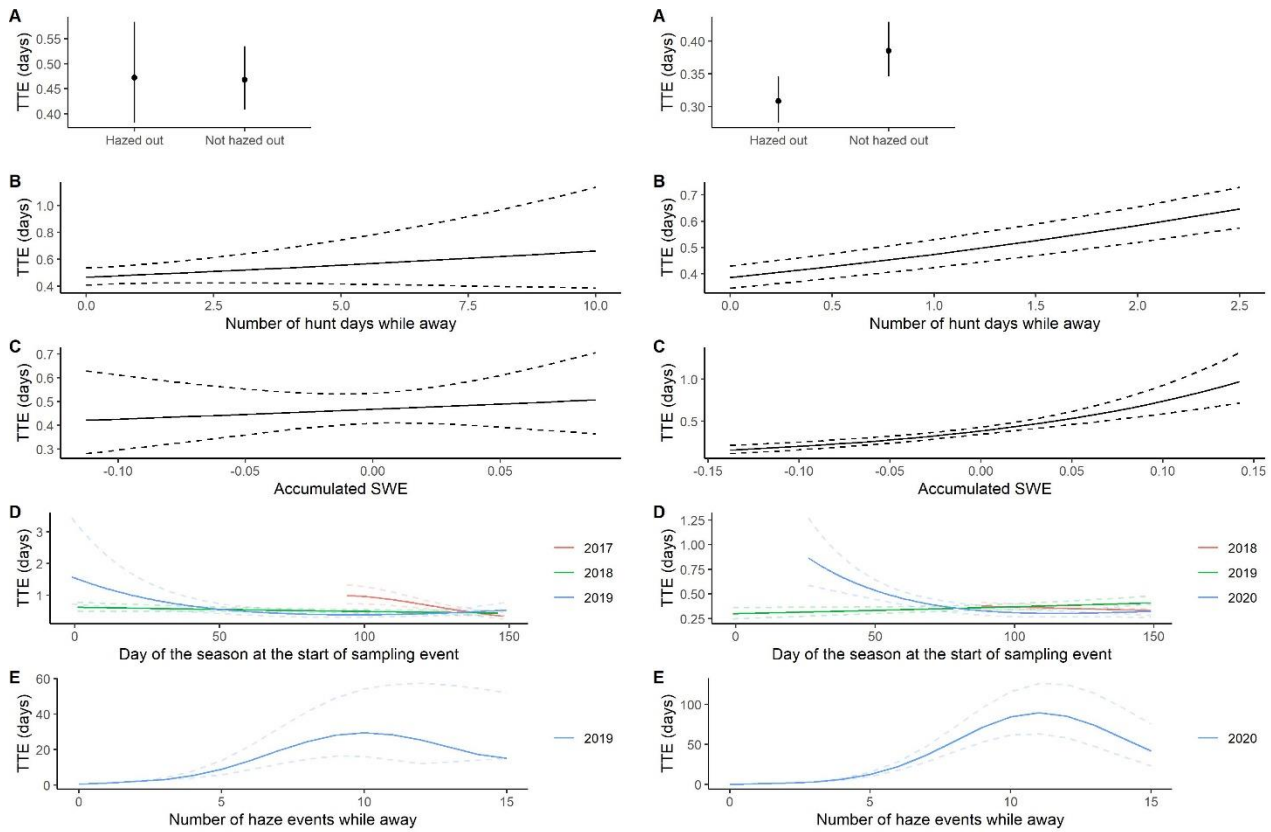 A
TTE (days)
0.55
0.50
0.45
0.40
Hazed out Not hazed out
B
TTE (days)
1.0
0.8
0.6
0.4
0.0 2.5 5.0 7.5 10.0
Number of hunt days while away
C
TTE (days)
0.7
0.6
0.5
0.4
0.3
-0.10 -0.05 0.00 0.05
Accumulated SWE
D
TTE (days)
3
2
1
0 50 100 150
Day of the season at the start of sampling event
2017
2018
2019
E
TTE (days)
60
40
20
0
0 5 10 15
Number of haze events while away
2019
A
TTE (days)
0.40
0.35
0.30
Hazed out Not hazed out
B
TTE (days)
0.7
0.6
0.5
0.4
0.0 0.5 1.0 1.5 2.0 2.5
Number of hunt days while away
C
TTE (days)
1.0
0.5
-0.15 -0.10 -0.05 0.00 0.05 0.10 0.15
Accumulated SWE
D
TTE (days)
1.25
1.00
0.75
0.50
0.25
0 50 100 150
Day of the season at the start of sampling event
2018
2019
2020
E
TTE (days)
100
50
0
0 5 10 15
Number of haze events while away
2020